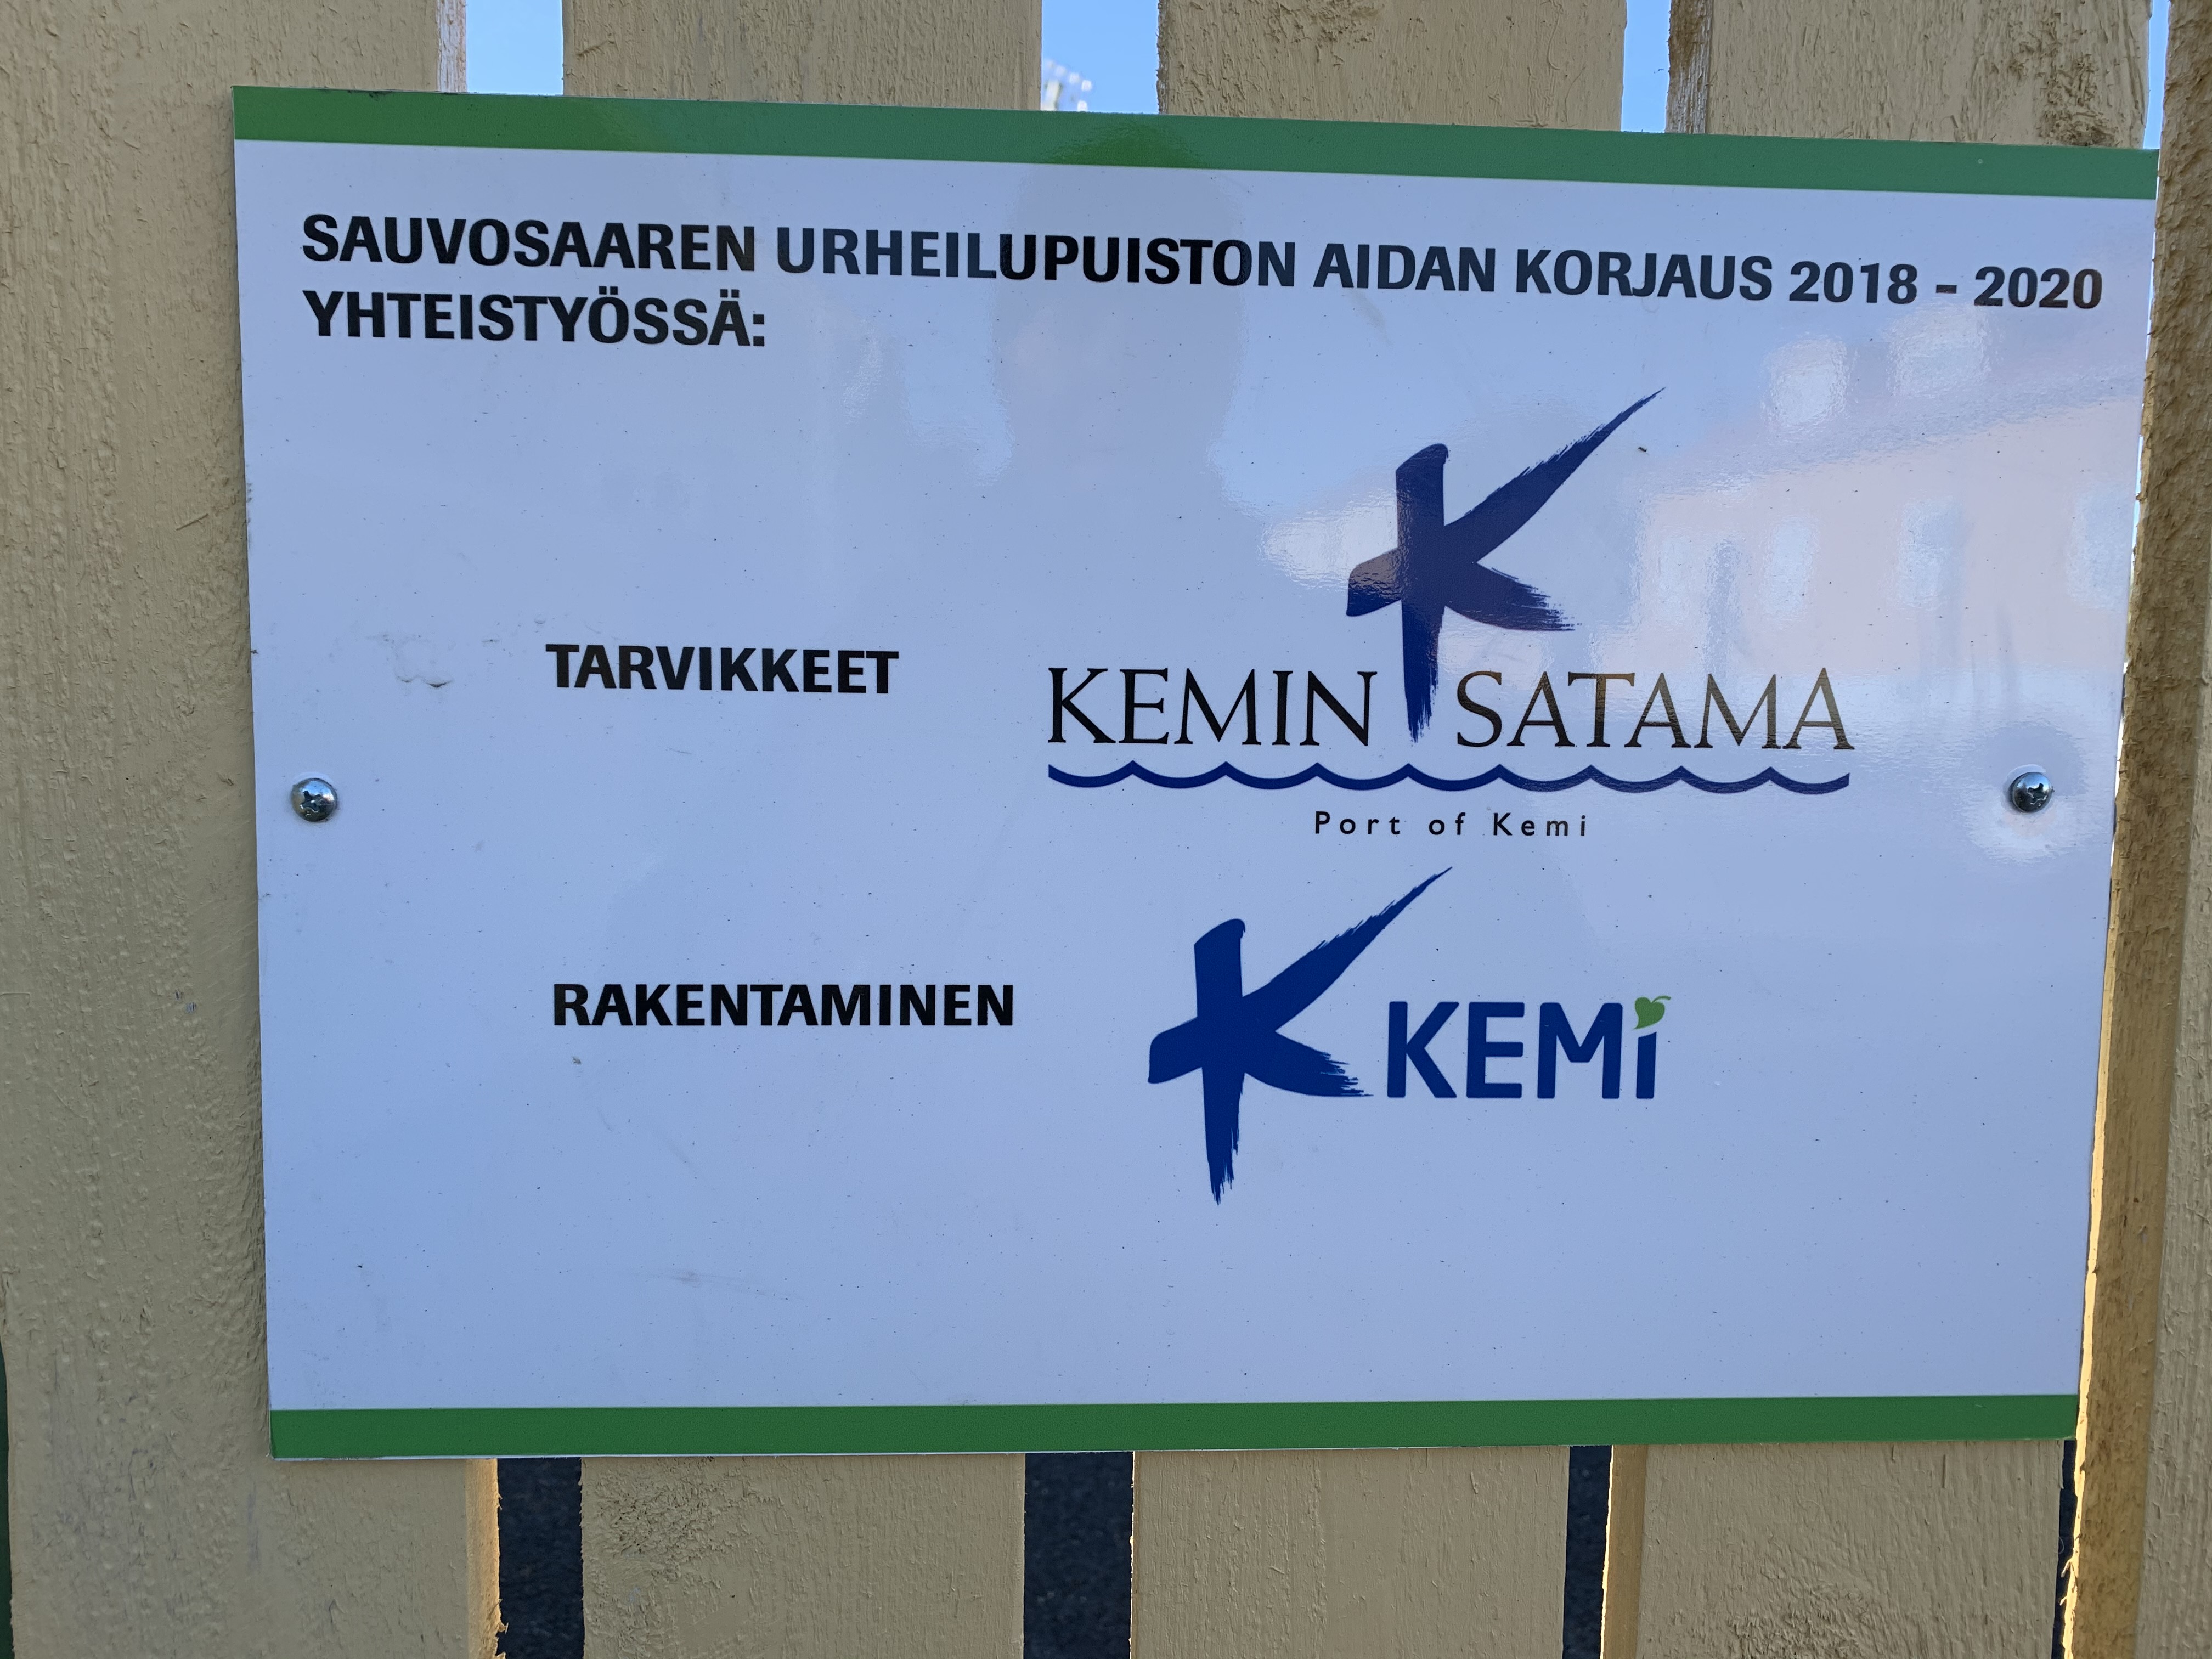 SAUVOSAAREN URHEILUPUISTON AIDAN KORJAUS 2018 - 2020
YHTEISTYÖSSÄ:
TARVIKKEET
K
KEMIN SATAMA
Port of Kemi
RAKENTAMINEN
K KEMi